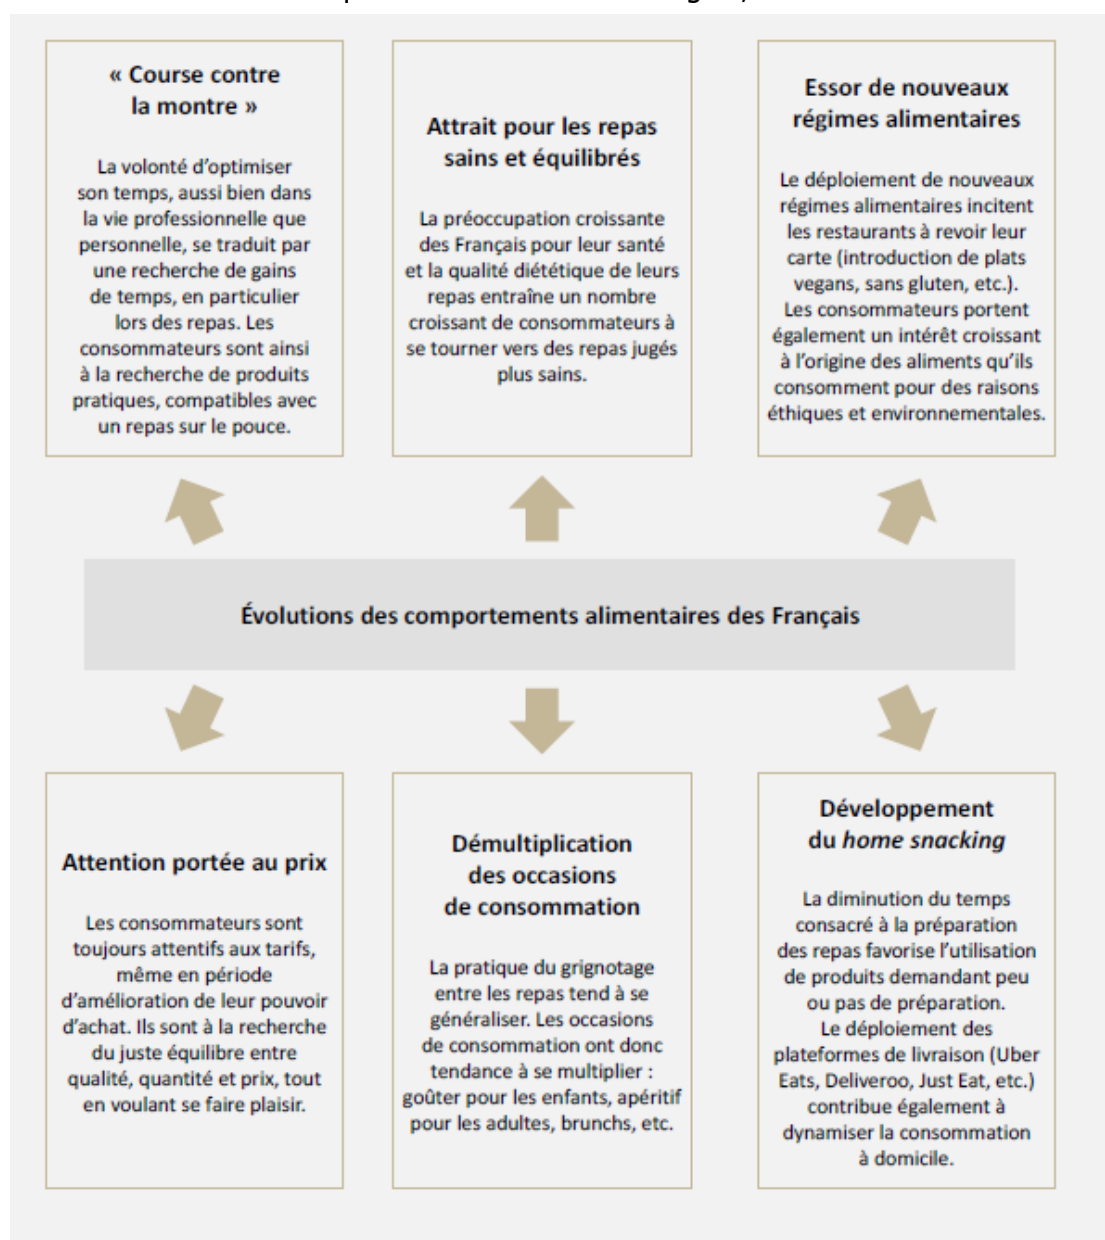 « Course contre
la montre »
La volonté d'optimiser
son temps, aussi bien dans
la vie professionnelle que
personnelle, se traduit par
une recherche de gains
de temps, en particulier
lors des repas. Les
consommateurs sont ainsi
à la recherche de produits
pratiques, compatibles avec
un repas sur le pouce.
Attrait pour les repas
sains et équilibrés
La préoccupation croissante
des Français pour leur santé
et la qualité diététique de leurs
repas entraîne un nombre
croissant de consommateurs à
se tourner vers des repas jugés
plus sains.
Essor de nouveaux
régimes alimentaires
Le déploiement de nouveaux
régimes alimentaires incitent
les restaurants à revoir leur
carte (introduction de plats
vegans, sans gluten, etc.).
Les consommateurs portent
également un intérêt croissant
à l'origine des aliments qu'ils
consomment pour des raisons
éthiques et environnementales.
Évolutions des comportements alimentaires des Français
Attention portée au prix
Les consommateurs sont
toujours attentifs aux tarifs,
même en période
d'amélioration de leur pouvoir
d'achat. Ils sont à la recherche
du juste équilibre entre
qualité, quantité et prix, tout
en voulant se faire plaisir.
Démultiplication
des occasions
de consommation
La pratique du grignotage
entre les repas tend à se
généraliser. Les occasions
de consommation ont donc
tendance à se multiplier :
goûter pour les enfants, apéritif
pour les adultes, brunchs, etc.
Développement
du home snacking
La diminution du temps
consacré à la préparation
des repas favorise l'utilisation
de produits demandant peu
ou pas de préparation.
Le déploiement des
plateformes de livraison (Uber
Eats, Deliveroo, Just Eat, etc.)
contribue également à
dynamiser la consommation
à domicile.